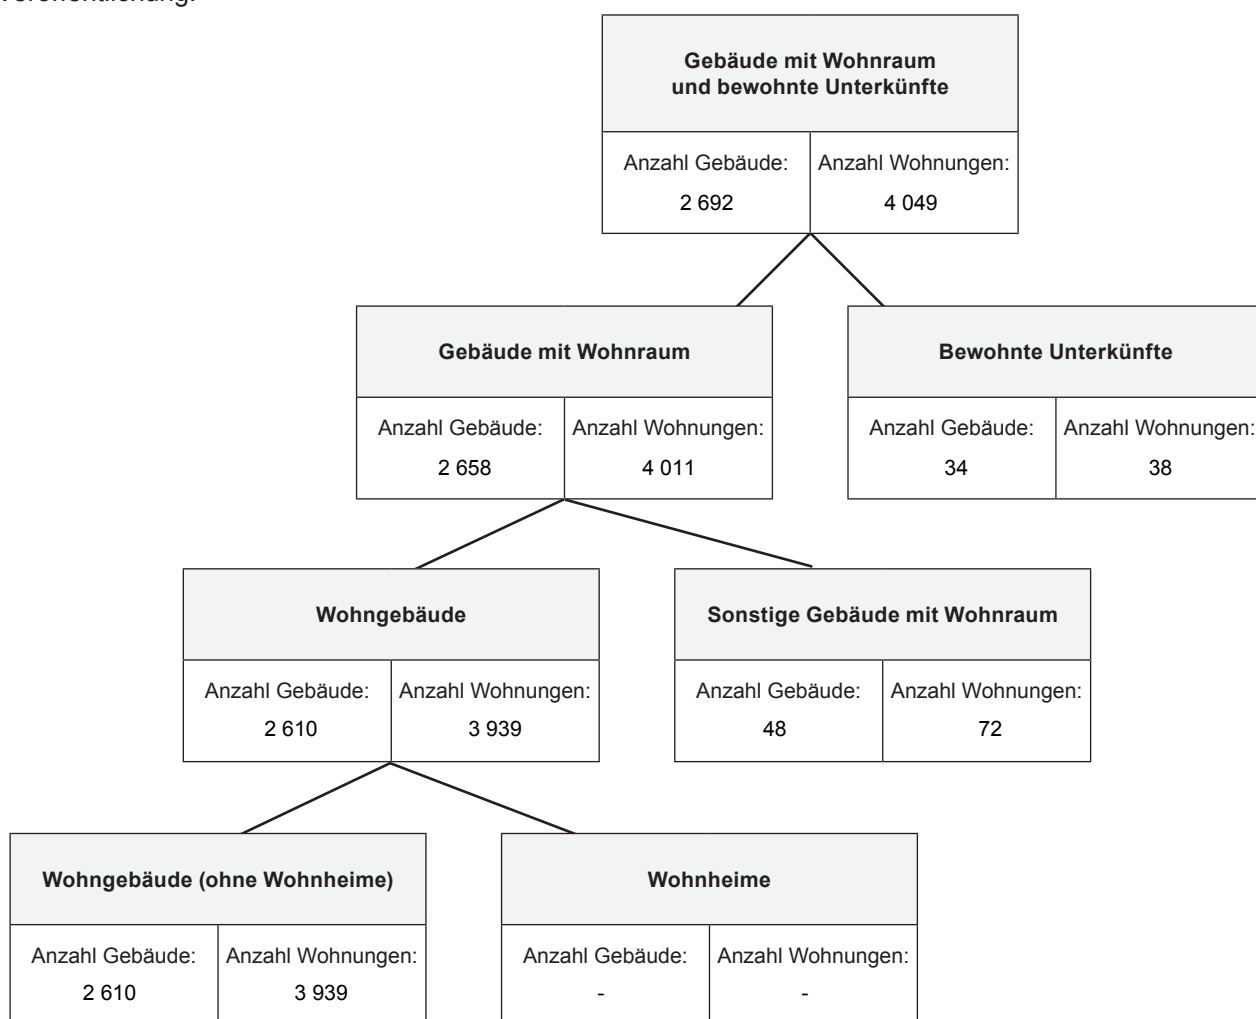 Veröffentlichung.
Gebäude mit Wohnraum
und bewohnte Unterkünfte
Anzahl Gebäude: Anzahl Wohnungen:
2 692 4 049
Gebäude mit Wohnraum Bewohnte Unterkünfte
Anzahl Gebäude: Anzahl Wohnungen: Anzahl Gebäude: Anzahl Wohnungen:
2 658 4 011 34 38
Wohngebäude Sonstige Gebäude mit Wohnraum
Anzahl Gebäude: Anzahl Wohnungen: Anzahl Gebäude: Anzahl Wohnungen:
2 610 3 939 48 72
Wohngebäude (ohne Wohnheime) Wohnheime
Anzahl Gebäude: Anzahl Wohnungen: Anzahl Gebäude: Anzahl Wohnungen:
2 610 3 939 - -